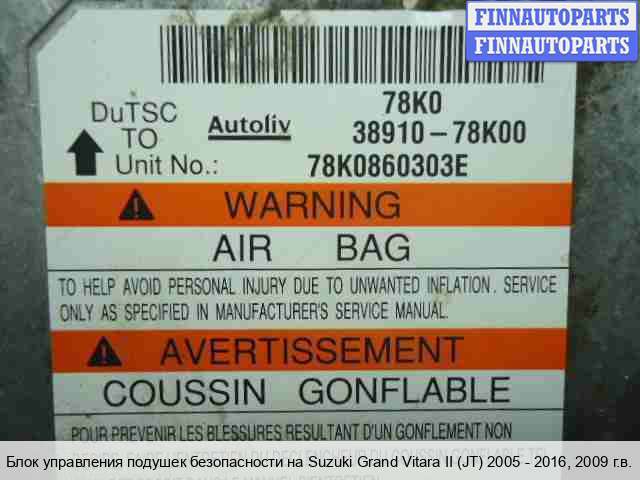 FINNAUTOPARTS
FINNAUTOPARTS
78K0
DuTSC
TO
Autoliv
38910-78K00
Unit No.:
78K0860303E
WARNING
AIR BAG
TO HELP AVOID PERSONAL INJURY DUE TO UNWANTED INFLATION. SERVICE
ONLY AS SPECIFIED IN MANUFACTURER'S SERVICE MANUAL.
AVERTISSEMENT
COUSSIN GONFLABLE
POUR PREVENIR LES BLESSURES RESULTANT D'UN GONFLEMENT NON
Блок управления подушек безопасности на Suzuki Grand Vitara II (JT) 2005 - 2016, 2009 г.в.